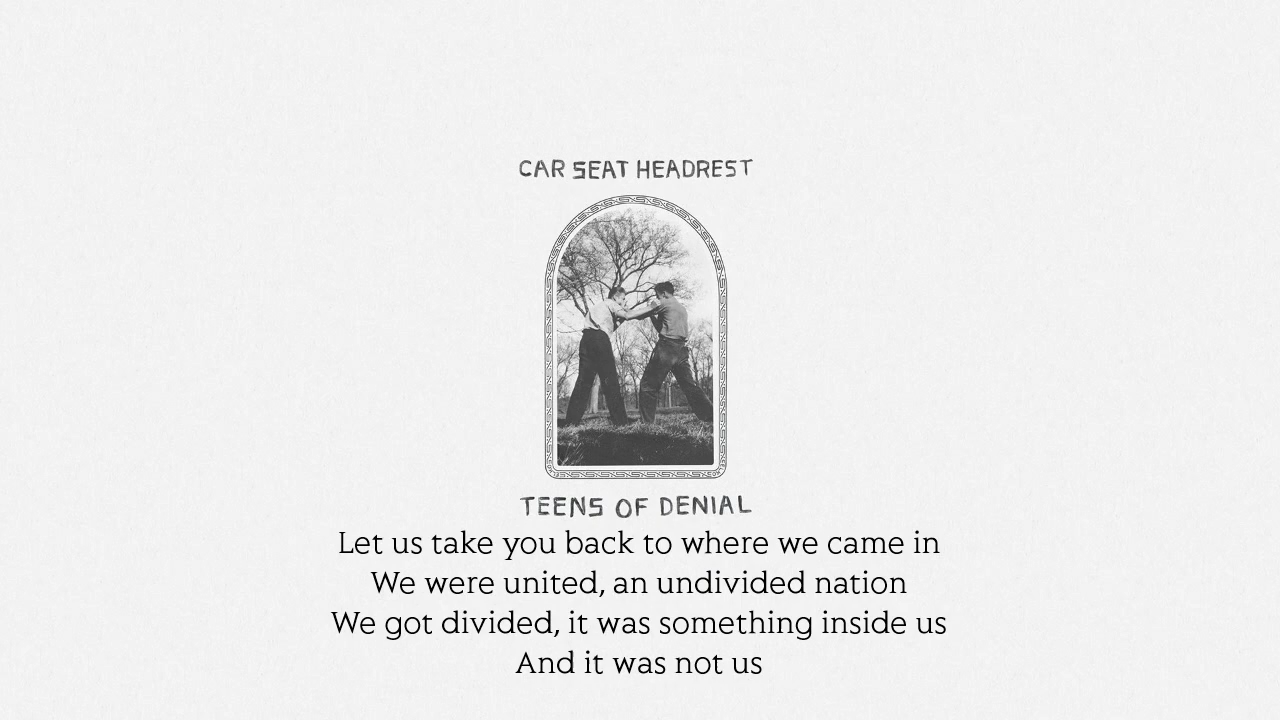 CAR SEAT HEADREST
TEENS OF DENIAL
Let us take you back to where we came in
We were united, an undivided nation
We got divided, it was something inside us
And it was not us